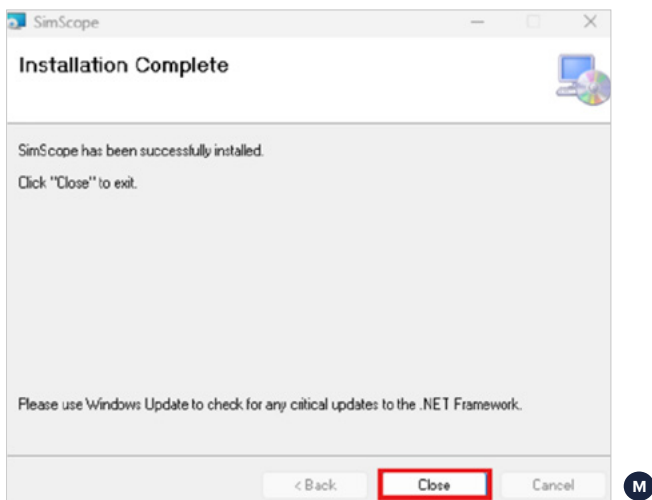 SimScope
Installation Complete
SimScope has been successfully installed.
Click "Close" to exit.
Please use Windows Update to check for any critical updates to the .NET Framework.
< Back Close Cancel
M